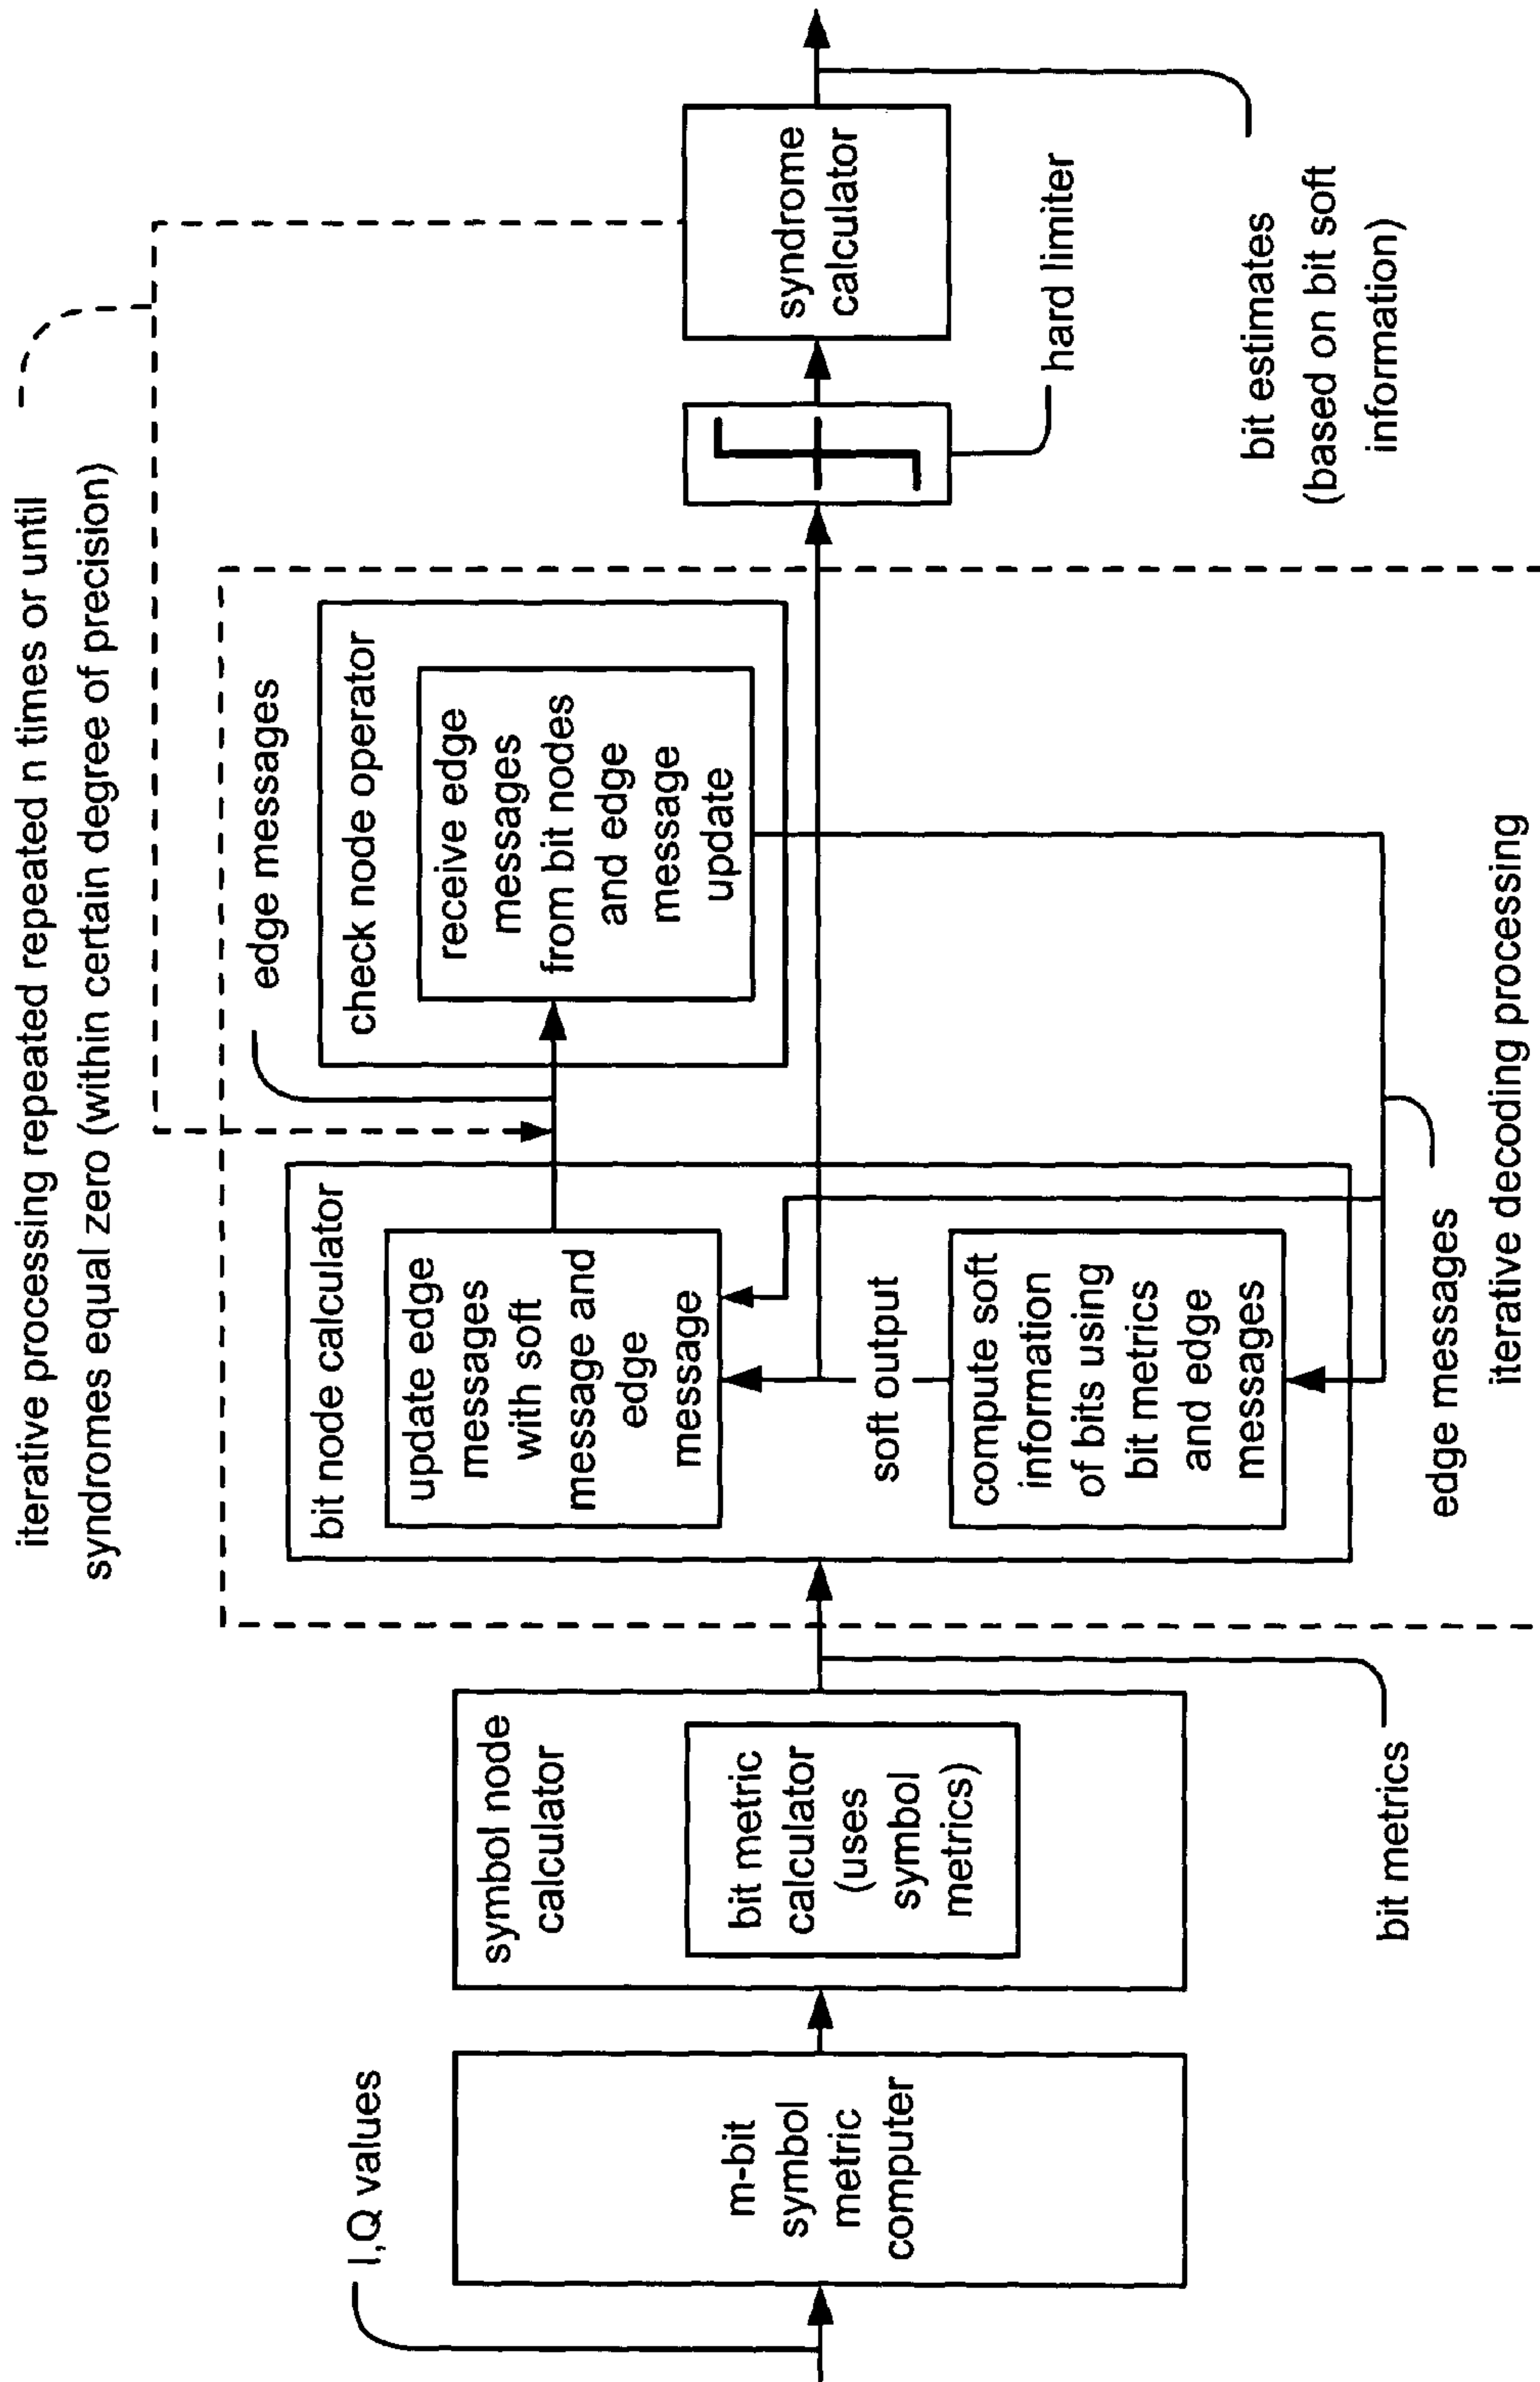 iterative processing repeated repeated n times or until
syndromes equal zero (within certain degree of precision)
I,Q values
m-bit
symbol
metric
computer
symbol node
calculator
bit metric
calculator
(uses
symbol
metrics)
bit metrics
bit node calculator
update edge
messages
with soft
message and
edge
message
soft output
compute soft
information
of bits using
bit metrics
and edge
messages
edge messages
check node operator
receive edge
messages
from bit nodes
and edge
message
update
edge messages
iterative decoding processing
hard limiter
syndrome
calculator
bit estimates
(based on bit soft
information)